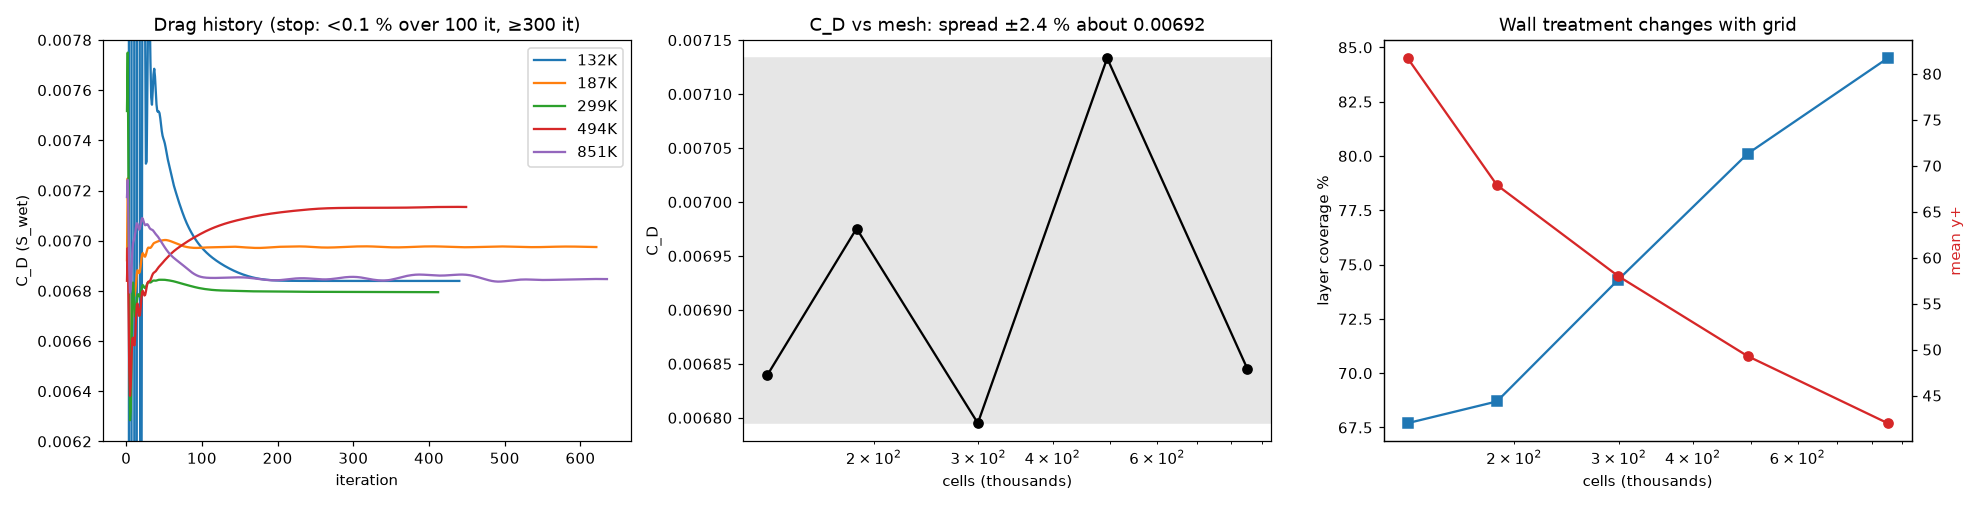 Drag history (stop: <0.1 % over 100 it, ≥300 it)
C_D (S_wet)
0.0078
0.0076
0.0074
0.0072
0.0070
0.0068
0.0066
0.0064
0.0062
132K
187K
299K
494K
851K
0 100 200 300 400 500 600
iteration
C_D vs mesh: spread ±2.4 % about 0.00692
C_D
0.00715
0.00710
0.00705
0.00700
0.00695
0.00690
0.00685
0.00680
2 × 10² 3 × 10² 4 × 10² 6 × 10²
cells (thousands)
Wall treatment changes with grid
layer coverage %
85.0
82.5
80.0
77.5
75.0
72.5
70.0
67.5
80
75
70
65
60
55
50
45
mean y+
2 × 10² 3 × 10² 4 × 10² 6 × 10²
cells (thousands)